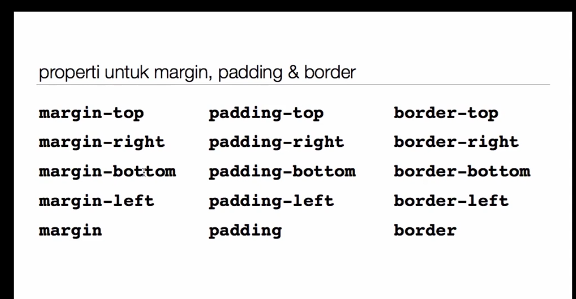 properti untuk margin, padding & border
margin-top padding-top border-top
margin-right padding-right border-right
margin-bottom padding-bottom border-bottom
margin-left padding-left border-left
margin padding border